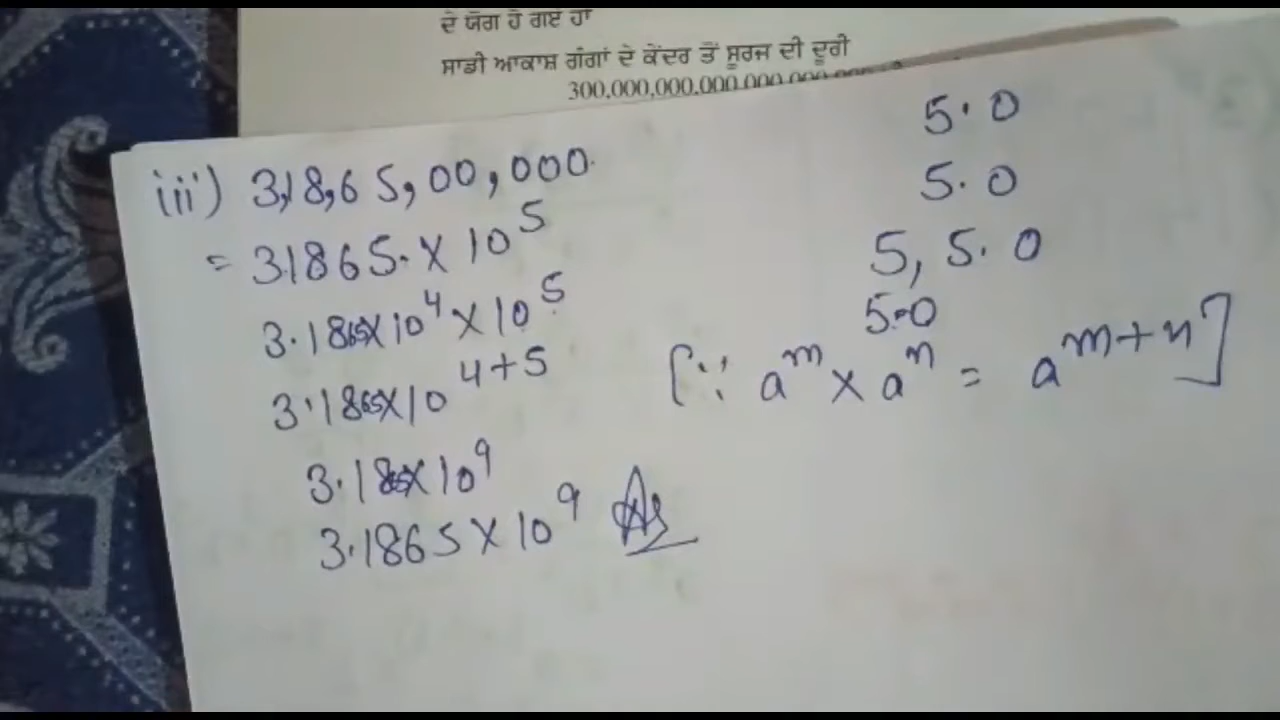 ਦੇ ਯੋਗ ਹੋ ਗਏ ਹਾਂ
ਸਾਡੀ ਆਕਾਸ਼ ਗੰਗਾਂ ਦੇ ਕੇਂਦਰ ਤੋਂ ਸੂਰਜ ਦੀ ਦੂਰੀ
300,000,000,000,000,000,000
iii) 3,18,65,00,000.
= 31865. × 10^5
3.1865×10^4 × 10^5
3.1865×10^4+5
3.1865×10^9
3.1865 × 10^9 Ans
5.0
5.0
5, 5.0
5.0
[∵ a^m × a^n = a^m+n]